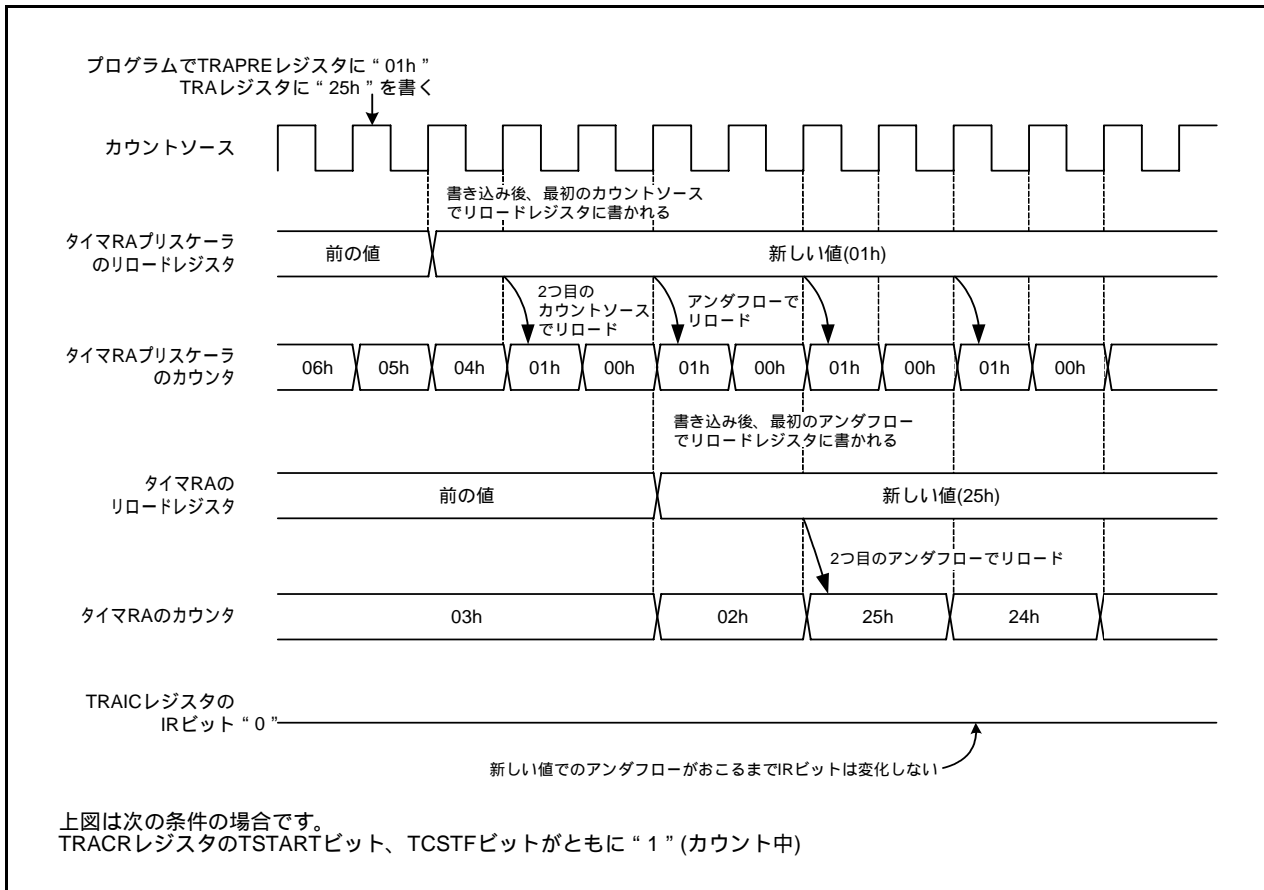 プログラムでTRAPREレジスタに“ 01h ”
TRAレジスタに“ 25h ”を書く
カウントソース
書き込み後、最初のカウントソース
でリロードレジスタに書かれる
タイマRAプリスケーラ
のリロードレジスタ
前の値
新しい値(01h)
2つ目の
カウントソース
でリロード
アンダフローで
リロード
タイマRAプリスケーラ
のカウンタ
06h 05h 04h 01h 00h 01h 00h 01h 00h 01h 00h
書き込み後、最初のアンダフロー
でリロードレジスタに書かれる
タイマRAの
リロードレジスタ
前の値
新しい値(25h)
2つ目のアンダフローでリロード
タイマRAのカウンタ
03h 02h 25h 24h
TRAICレジスタの
IRビット“ 0 ”
新しい値でのアンダフローがおこるまでIRビットは変化しない
上図は次の条件の場合です。
TRACRレジスタのTSTARTビット、TCSTFビットがともに“ 1 ”(カウント中)